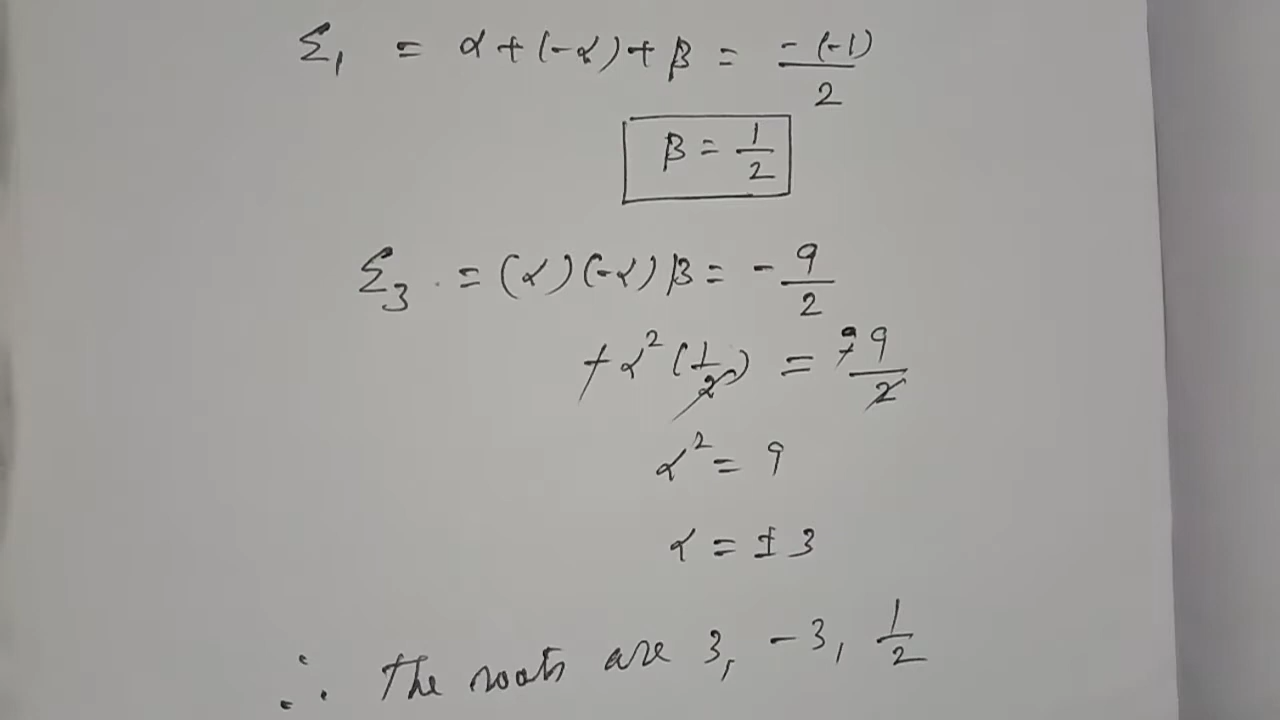 Σ₁ = α + (-α) + β = -(-1)/2
β = 1/2
Σ₃ = (α)(-α)β = -9/2
+α²(1/2) = +9/2
α² = 9
α = ±3
∴ The roots are 3, -3, 1/2